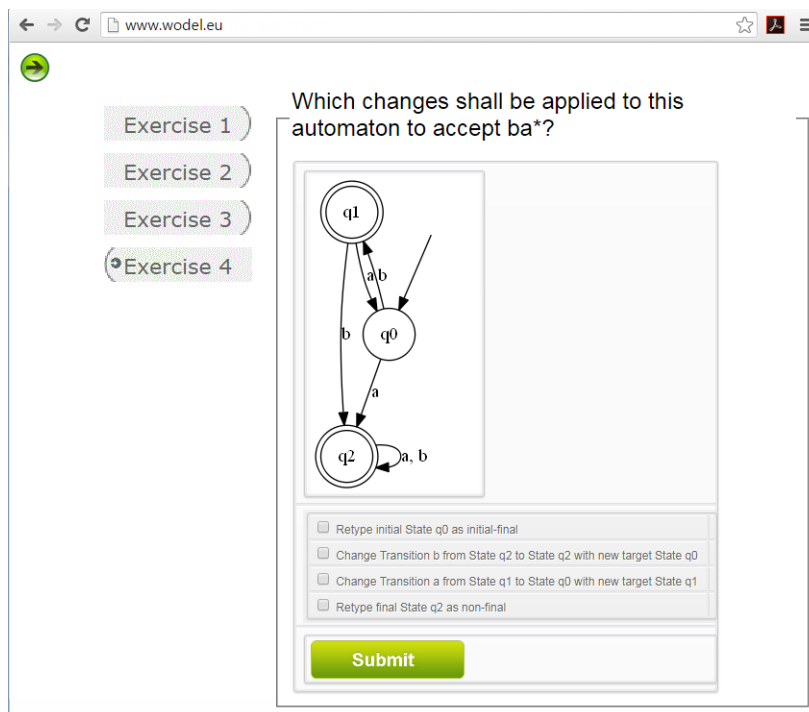 www.wodel.eu
Exercise 1
Exercise 2
Exercise 3
Exercise 4
Which changes shall be applied to this
automaton to accept ba*?
q1
a b
b
q0
a
q2
a, b
Retype initial State q0 as initial-final
Change Transition b from State q2 to State q2 with new target State q0
Change Transition a from State q1 to State q0 with new target State q1
Retype final State q2 as non-final
Submit